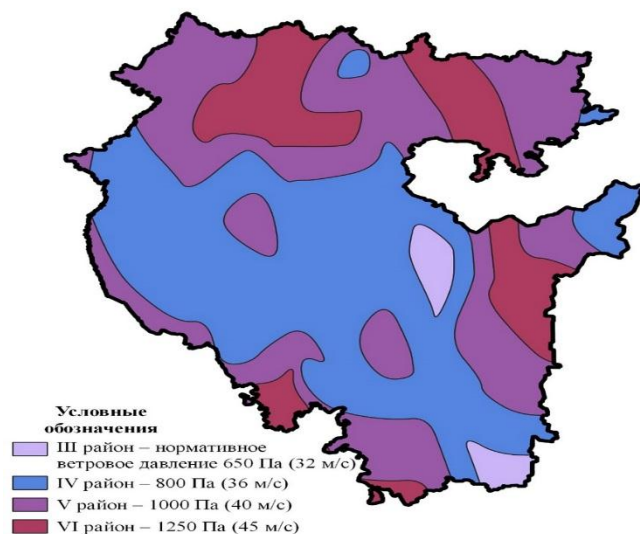 Условные
обозначения
III район – нормативное
ветровое давление 650 Па (32 м/с)
IV район – 800 Па (36 м/с)
V район – 1000 Па (40 м/с)
VI район – 1250 Па (45 м/с)